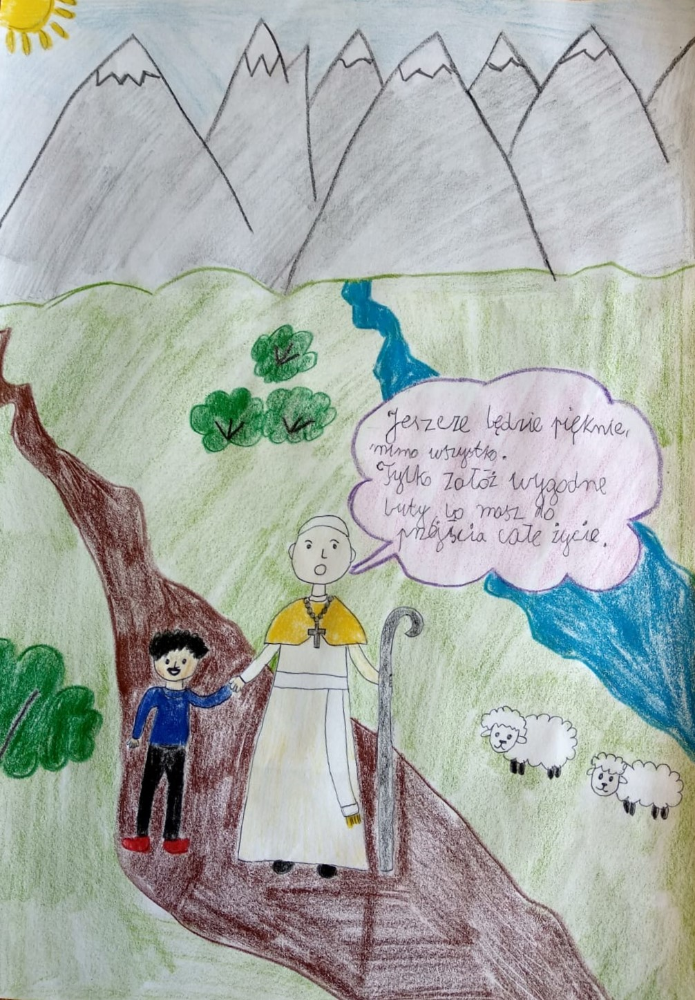 Jeszcze będzie pięknie,
mimo wszystko.
Tylko załóż wygodne
buty, bo masz do
przejścia całe życie.